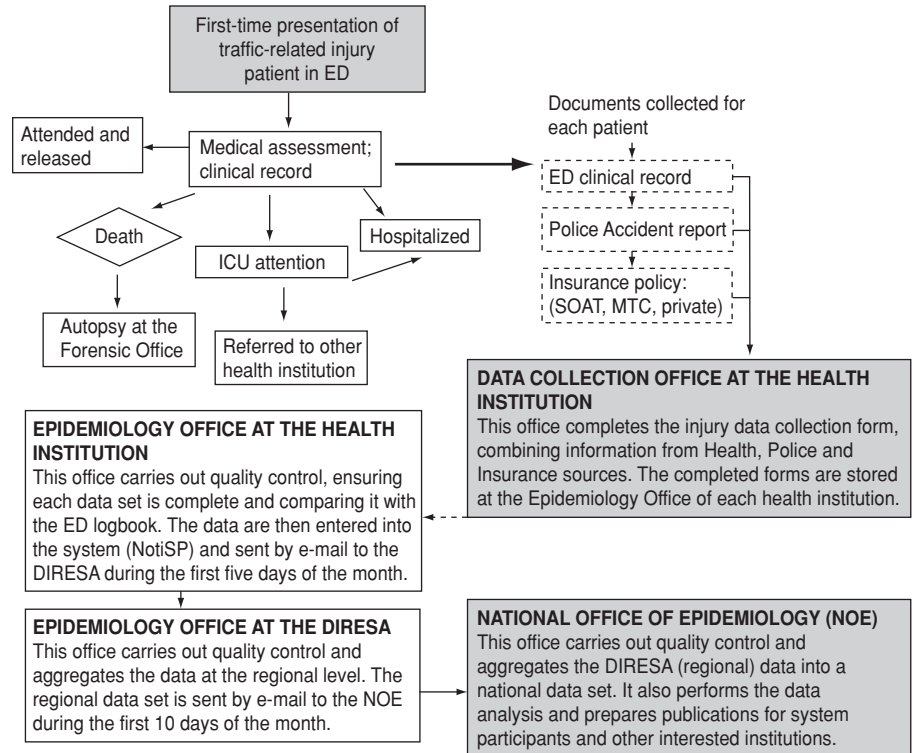 First-time presentation of
traffic-related injury
patient in ED
Attended and
released
Medical assessment;
clinical record
Death
ICU attention
Hospitalized
Autopsy at the
Forensic Office
Referred to other
health institution
Documents collected for
each patient
ED clinical record
Police Accident report
Insurance policy:
(SOAT, MTC, private)
DATA COLLECTION OFFICE AT THE HEALTH
INSTITUTION
This office completes the injury data collection form,
combining information from Health, Police and
Insurance sources. The completed forms are stored
at the Epidemiology Office of each health institution.
EPIDEMIOLOGY OFFICE AT THE HEALTH
INSTITUTION
This office carries out quality control, ensuring
each data set is complete and comparing it with
the ED logbook. The data are then entered into
the system (NotiSP) and sent by e-mail to the
DIRESA during the first five days of the month.
EPIDEMIOLOGY OFFICE AT THE DIRESA
This office carries out quality control and
aggregates the data at the regional level. The
regional data set is sent by e-mail to the NOE
during the first 10 days of the month.
NATIONAL OFFICE OF EPIDEMIOLOGY (NOE)
This office carries out quality control and
aggregates the DIRESA (regional) data into a
national data set. It also performs the data
analysis and prepares publications for system
participants and other interested institutions.